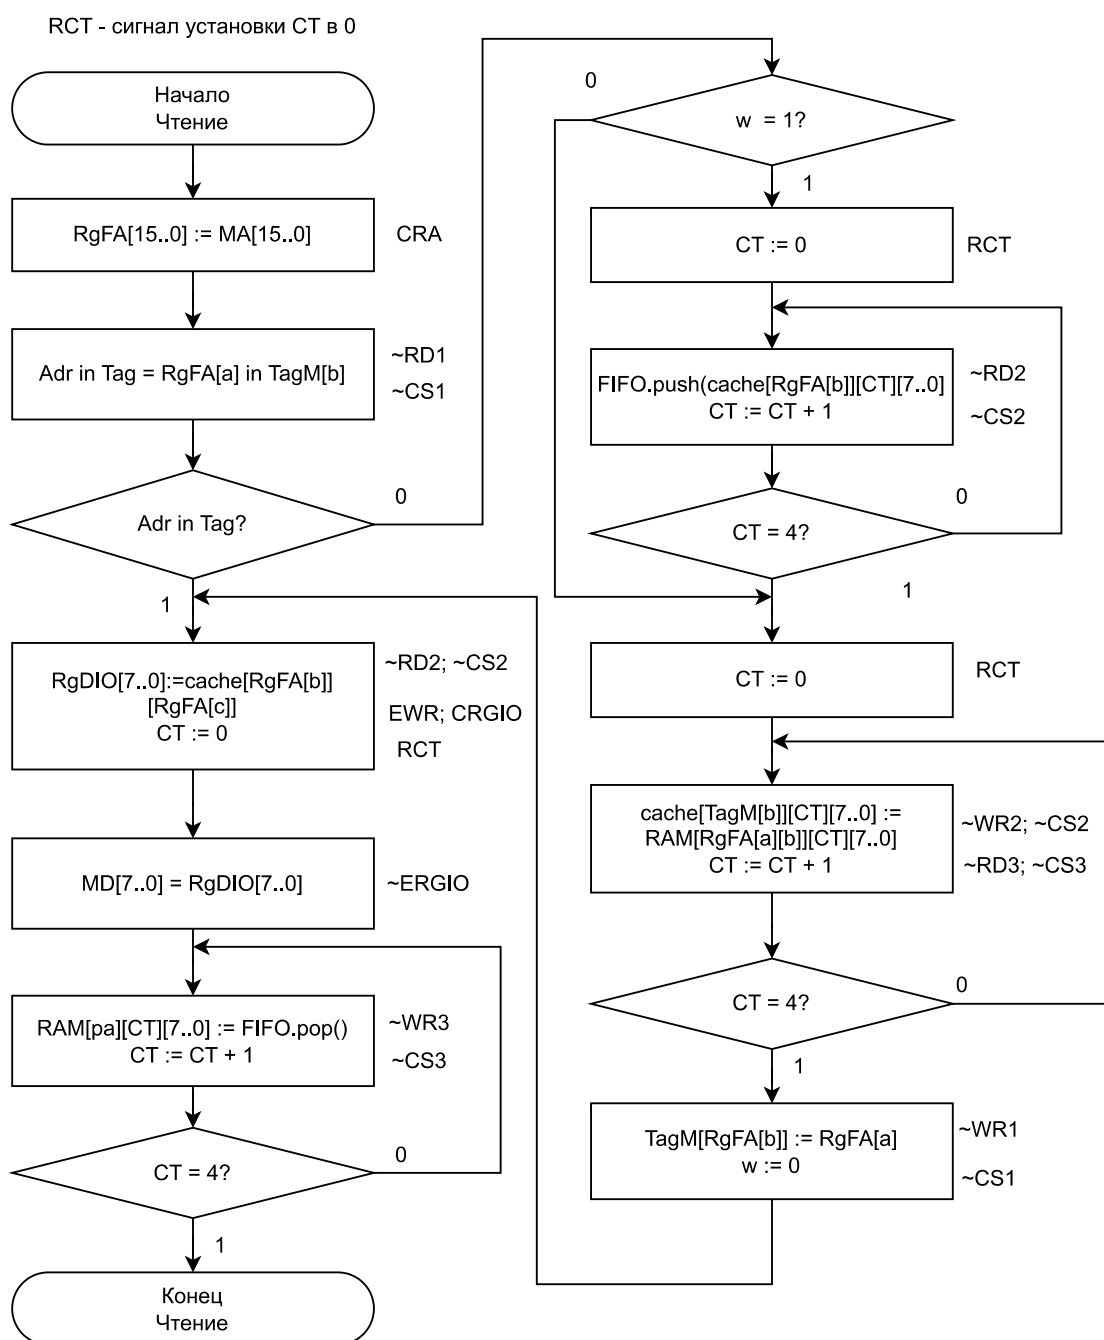 RCT - сигнал установки CT в 0
Начало
Чтение
RgFA[15..0] := MA[15..0]
CRA
Adr in Tag = RgFA[a] in TagM[b]
~RD1
~CS1
Adr in Tag?
0
1
RgDIO[7..0]:=cache[RgFA[b]]
[RgFA[c]]
CT := 0
~RD2; ~CS2
EWR; CRGIO
RCT
MD[7..0] = RgDIO[7..0]
~ERGIO
RAM[pa][CT][7..0] := FIFO.pop()
CT := CT + 1
~WR3
~CS3
CT = 4?
0
1
Конец
Чтение
0
w  = 1?
1
CT := 0
RCT
FIFO.push(cache[RgFA[b]][CT][7..0]
CT := CT + 1
~RD2
~CS2
CT = 4?
0
1
CT := 0
RCT
cache[TagM[b]][CT][7..0] :=
RAM[RgFA[a][b]][CT][7..0]
CT := CT + 1
~WR2; ~CS2
~RD3; ~CS3
CT = 4?
0
1
TagM[RgFA[b]] := RgFA[a]
w := 0
~WR1
~CS1